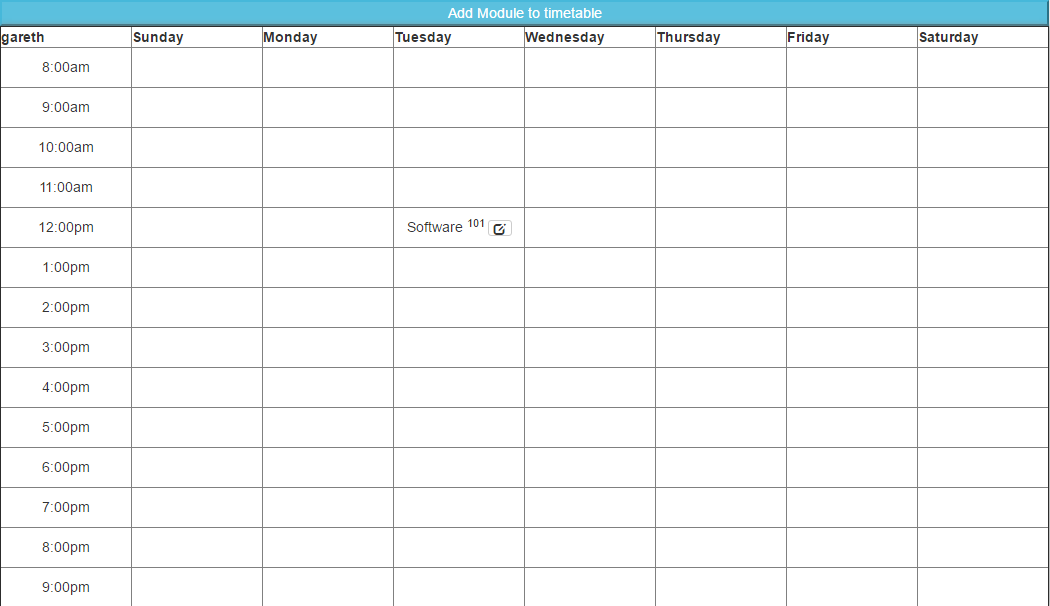 Add Module to timetable
gareth Sunday Monday Tuesday Wednesday Thursday Friday Saturday
8:00am
9:00am
10:00am
11:00am
12:00pm Software 101
1:00pm
2:00pm
3:00pm
4:00pm
5:00pm
6:00pm
7:00pm
8:00pm
9:00pm